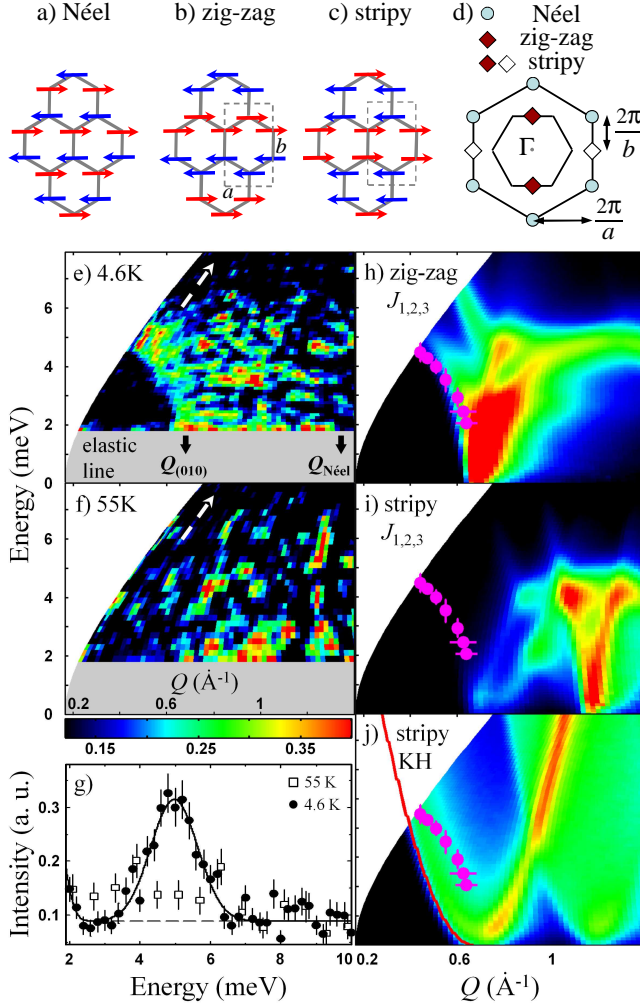 a) Néel
b) zig-zag
c) stripy
d)
Néel
zig-zag
stripy
a
b
Γ
2π
b
2π
a
e) 4.6K
h) zig-zag
J1,2,3
elastic
line
Q(010)
QNéel
f) 55K
i) stripy
J1,2,3
Q (Å-1)
0.2 0.6 1
0.15 0.25 0.35
Energy (meV)
8
6
4
2
0
6
4
2
0
g)
55 K
4.6 K
j) stripy
KH
Intensity (a. u.)
0.3
0.2
0.1
2 4 6 8 10
Energy (meV)
0.2 0.6 1
Q (Å-1)